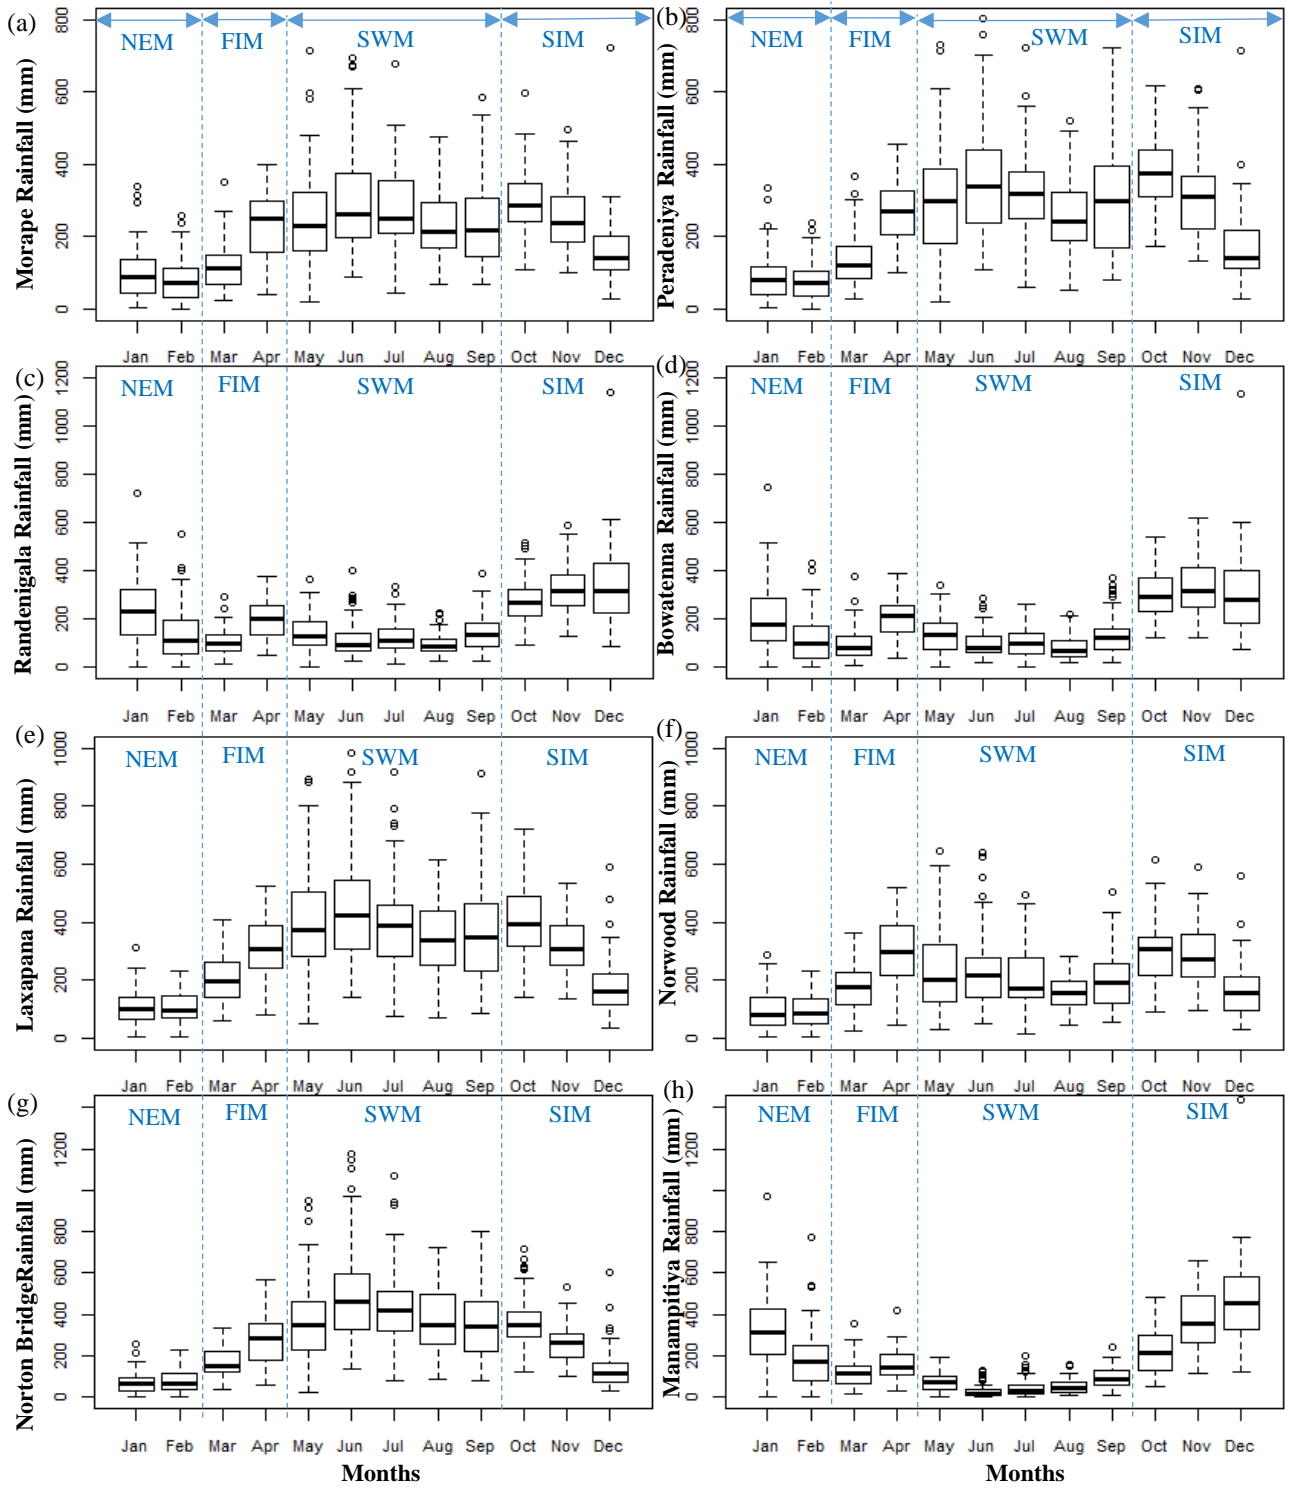 (a)
NEM FIM SWM SIM
Morape Rainfall (mm)
0 200 400 600 800
Jan Feb Mar Apr May Jun Jul Aug Sep Oct Nov Dec
(b)
NEM FIM SWM SIM
Peradeniya Rainfall (mm)
0 200 400 600 800
Jan Feb Mar Apr May Jun Jul Aug Sep Oct Nov Dec
(c)
NEM FIM SWM SIM
Randenigala Rainfall (mm)
0 200 400 600 800 1000 1200
Jan Feb Mar Apr May Jun Jul Aug Sep Oct Nov Dec
(d)
NEM FIM SWM SIM
Bowatenna Rainfall (mm)
0 200 400 600 800 1000 1200
Jan Feb Mar Apr May Jun Jul Aug Sep Oct Nov Dec
(e)
NEM FIM SWM SIM
Laxapana Rainfall (mm)
0 200 400 600 800 1000
Jan Feb Mar Apr May Jun Jul Aug Sep Oct Nov Dec
(f)
NEM FIM SWM SIM
Norwood Rainfall (mm)
0 200 400 600 800 1000
Jan Feb Mar Apr May Jun Jul Aug Sep Oct Nov Dec
(g)
NEM FIM SWM SIM
Norton BridgeRainfall (mm)
0 200 400 600 800 1200
Jan Feb Mar Apr May Jun Jul Aug Sep Oct Nov Dec
Months
(h)
NEM FIM SWM SIM
Manampitiya Rainfall (mm)
0 200 400 600 800 1200
Jan Feb Mar Apr May Jun Jul Aug Sep Oct Nov Dec
Months